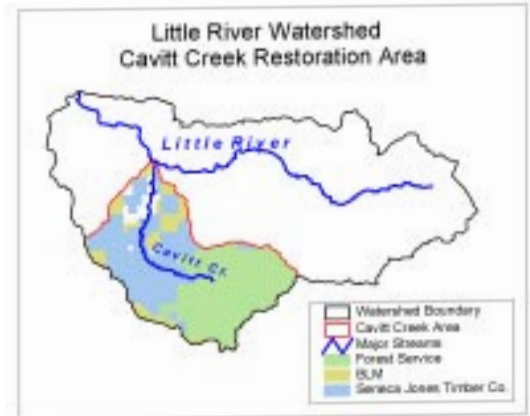 Little River Watershed
Cavitt Creek Restoration Area
Little River
Cavitt Cr.
Watershed Boundary
Cavitt Creek Area
Major Streams
Forest Service
BLM
Seneca Jones Timber Co.